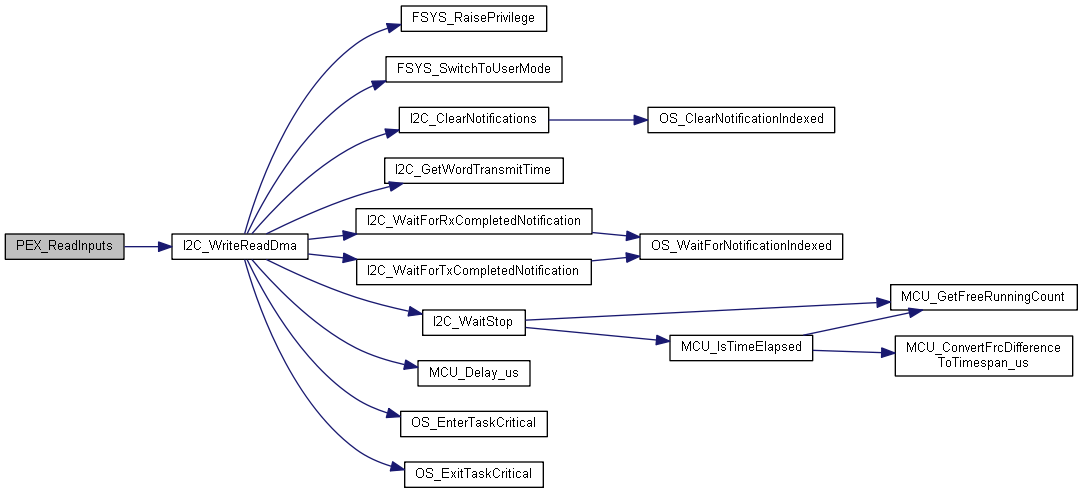 FSYS_RaisePrivilege
FSYS_SwitchToUserMode
I2C_ClearNotifications
OS_ClearNotificationIndexed
I2C_GetWordTransmitTime
I2C_WaitForRxCompletedNotification
PEX_ReadInputs
I2C_WriteReadDma
OS_WaitForNotificationIndexed
I2C_WaitForTxCompletedNotification
MCU_GetFreeRunningCount
I2C_WaitStop
MCU_IsTimeElapsed
MCU_ConvertFrcDifference
ToTimespan_us
MCU_Delay_us
OS_EnterTaskCritical
OS_ExitTaskCritical